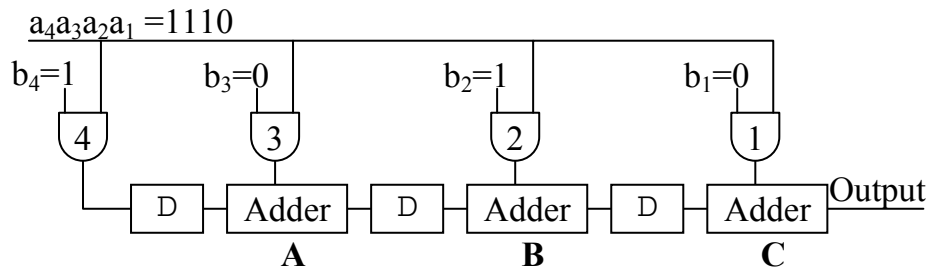 a₄a₃a₂a₁ =1110
b₄=1 b₃=0 b₂=1 b₁=0
4 3 2 1
D Adder D Adder D Adder Output
A B C